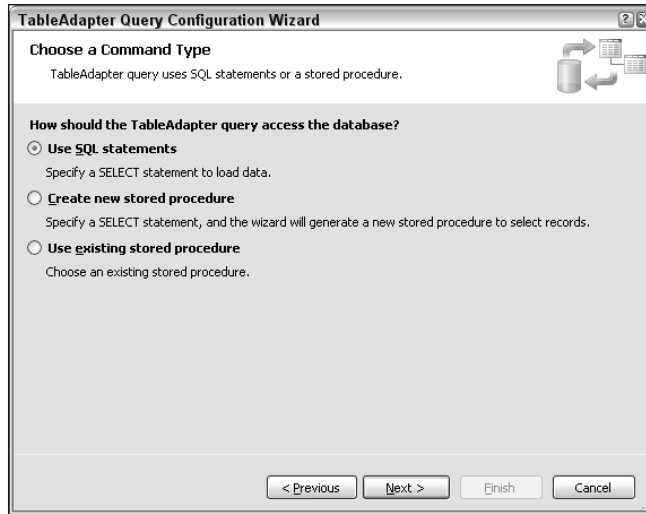 TableAdapter Query Configuration Wizard
?
Choose a Command Type
TableAdapter query uses SQL statements or a stored procedure.
How should the TableAdapter query access the database?
Use SQL statements
Specify a SELECT statement to load data.
Create new stored procedure
Specify a SELECT statement, and the wizard will generate a new stored procedure to select records.
Use existing stored procedure
Choose an existing stored procedure.
< Previous Next > Finish Cancel